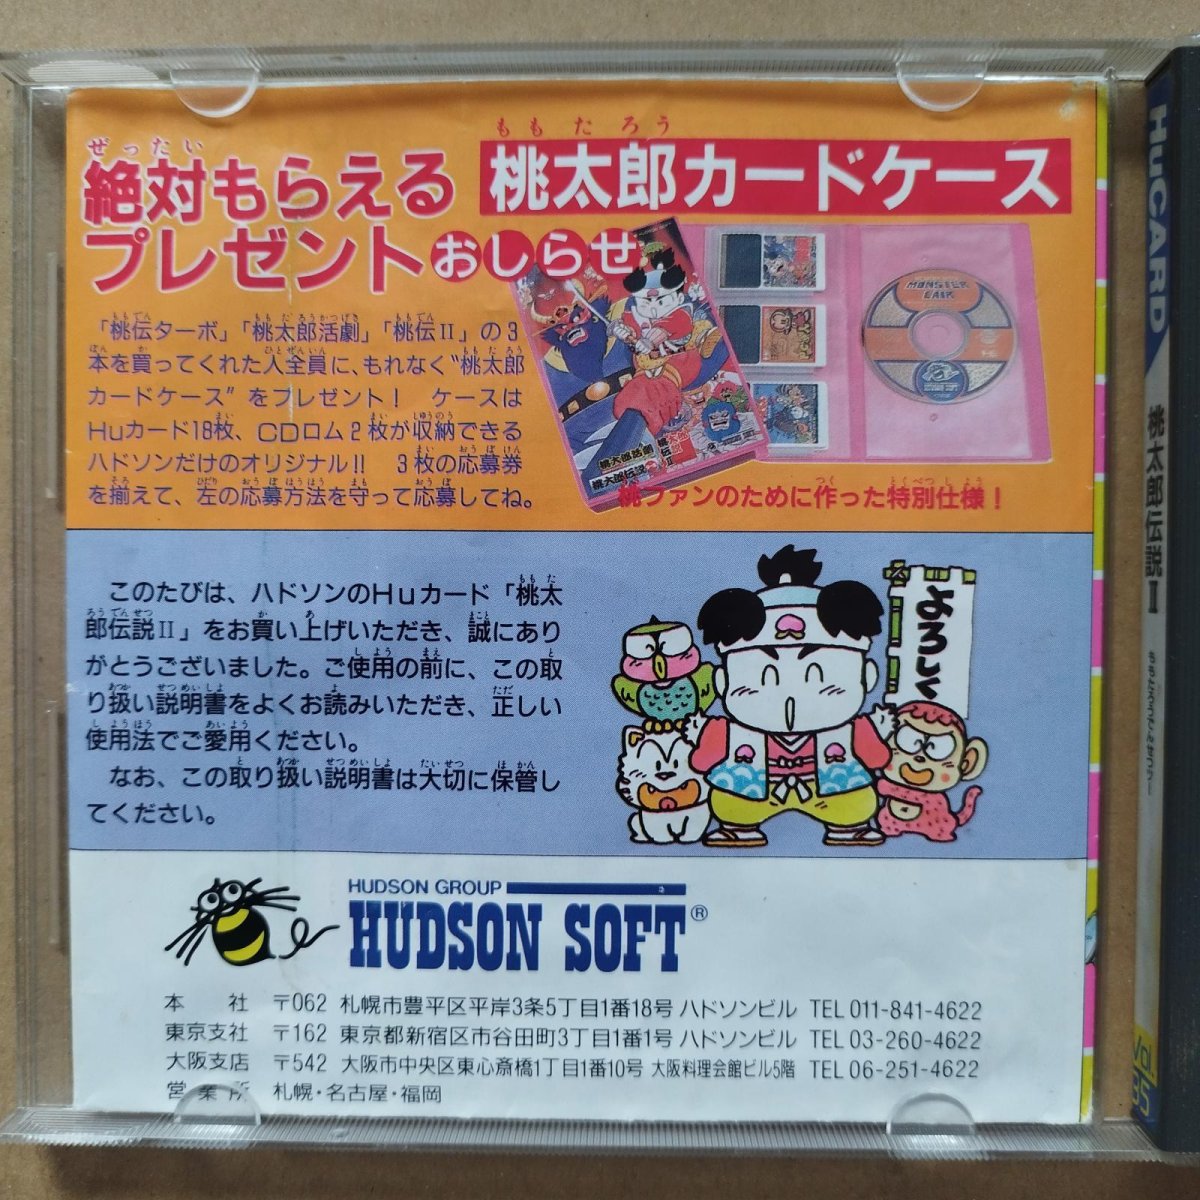 ぜったい
絶対もらえる
プレゼントおしらせ
ももたろう
桃太郎カードケース
「桃伝ターボ」「桃太郎活劇」「桃伝II」の3
本を買ってくれた人全員に、もれなく“桃太郎
カードケース”をプレゼント! ケースは
Huカード18枚、CDロム2枚が収納できる
ハドソンだけのオリジナル!! 3枚の応募券
を揃えて、左の応募方法を守って応募してね。
MONSTER
LAIR
桃太郎活劇
桃太郎伝説
桃ファンのために作った特別仕様!
このたびは、ハドソンのHuカード「桃太
郎伝説II」をお買い上げいただき、誠にあり
がとうございました。ご使用の前に、この取
り扱い説明書をよくお読みいただき、正しい
使用法でご愛用ください。
なお、この取り扱い説明書は大切に保管し
てください。
よろしく
HUDSON GROUP
HUDSON SOFT®
本社 〒062 札幌市豊平区平岸3条5丁目1番18号 ハドソンビル TEL 011-841-4622
東京支社 〒162 東京都新宿区市谷田町3丁目1番1号 ハドソンビル TEL 03-260-4622
大阪支店 〒542 大阪市中央区東心斎橋1丁目1番10号 大阪料理会館ビル5階 TEL 06-251-4622
営業所 札幌・名古屋・福岡
HuCARD
桃太郎伝説II
Vol.
35